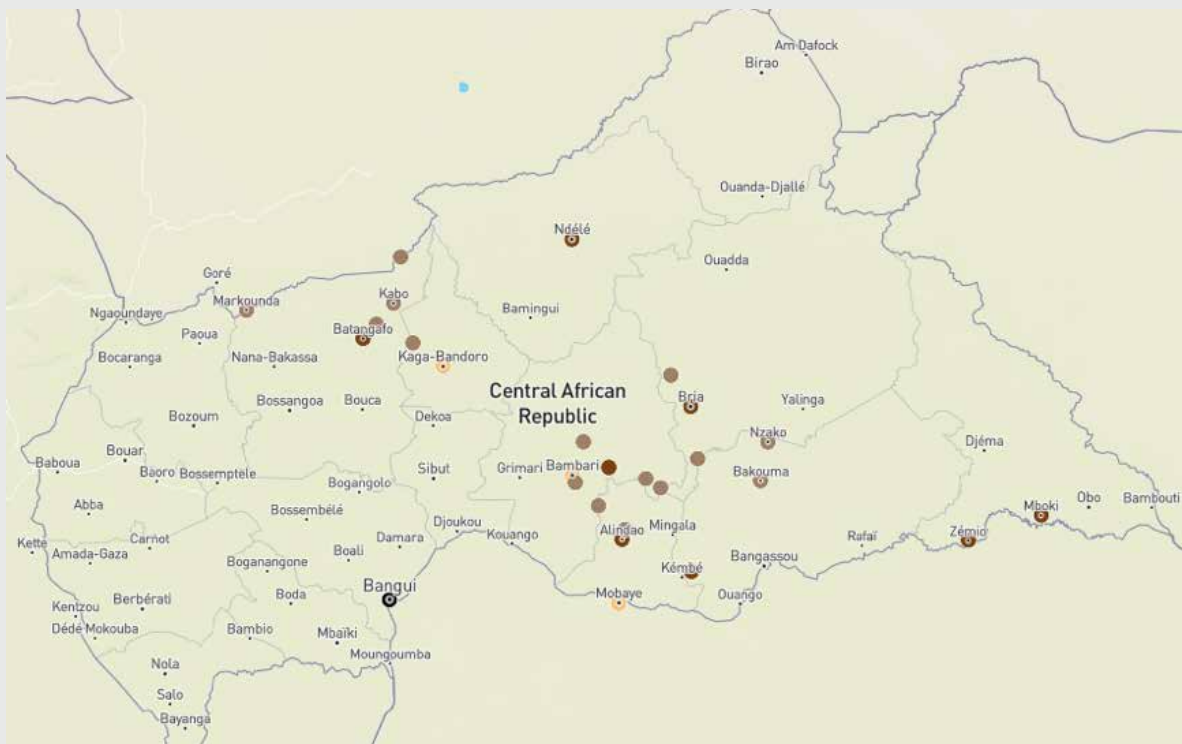 Am Dafock
Birao
Ouanda-Djallé
Ndélé
Ouadda
Goré
Markounda
Kabo
Ngaoundaye
Paoua
Batangafo
Bamingui
Bocaranga
Nana-Bakassa
Kaga-Bandoro
Central African
Republic
Bria
Yalinga
Bossangoa
Bouca
Dekoa
Bozoum
Nzako
Djéma
Bouar
Baboua
Baoro
Bossemptele
Sibut
Grimari
Bambari
Bakouma
Bogangolo
Abba
Bossembélé
Djoukou
Mboki
Obo
Bambouti
Kette
Carnot
Amada-Gaza
Damara
Kouango
Alindao
Mingala
Rafaï
Zémio
Boali
Boganangone
Bangui
Kémbé
Bangassou
Kentzou
Berbérati
Boda
Mobaye
Ouango
Dédé Mokouba
Bambio
Mbaïki
Moungoumba
Nola
Salo
Bayanga